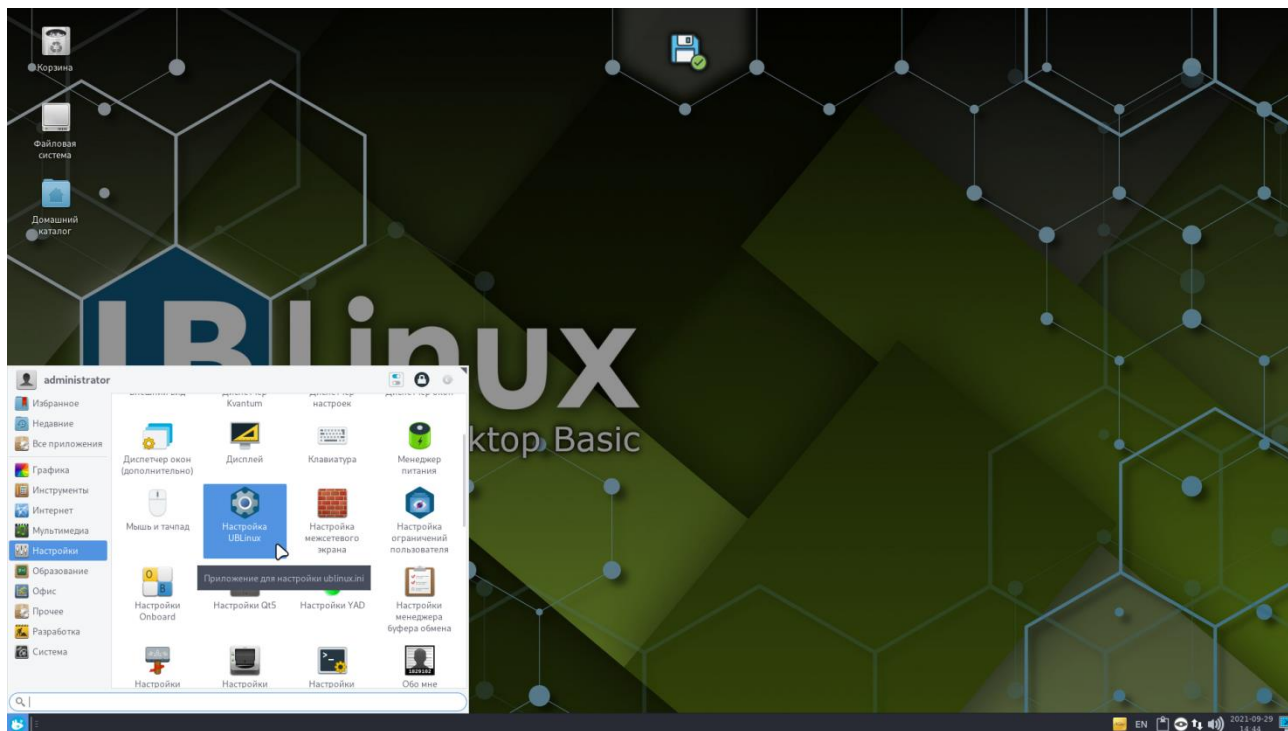 Корзина
Файловая
система
Домашний
каталог
UBLinux
Desktop Basic
administrator
Избранное
Недавние
Все приложения
Графика
Инструменты
Интернет
Мультимедиа
Настройки
Образование
Офис
Прочее
Разработка
Система
Kvantum
настроек
Диспетчер окон
(дополнительно)
Дисплей
Клавиатура
Менеджер
питания
Мышь и тачпад
Настройка
UBLinux
Настройка
межсетевого
экрана
Настройка
ограничений
пользователя
Приложение для настройки ublinux.ini
Настройки
Onboard
Настройки Qt5
Настройки YAD
Настройки
менеджера
буфера обмена
Настройки
Настройки
Настройки
Обо мне
EN
2021-09-29
14:44